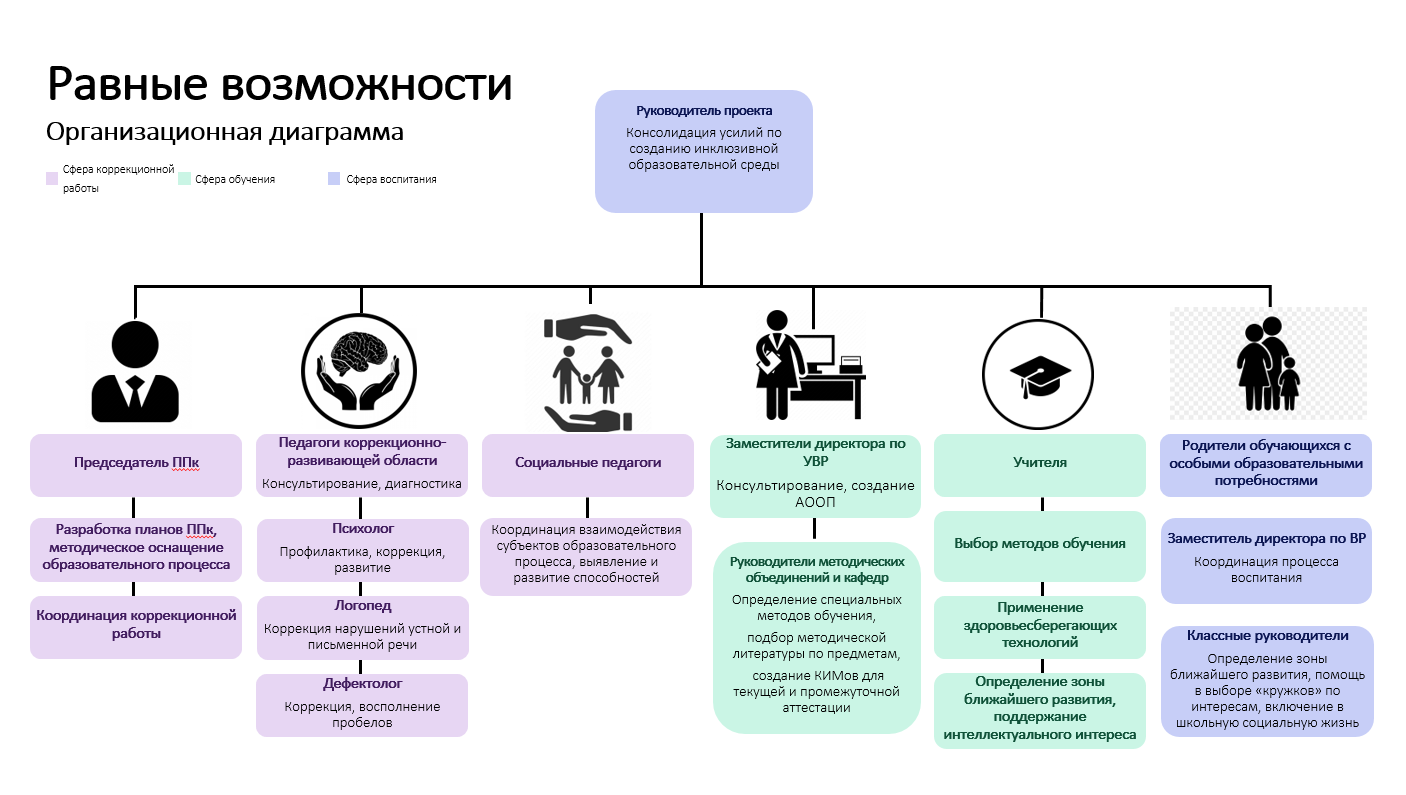 Равные возможности
Организационная диаграмма
Сфера коррекционной
работы
Сфера обучения
Сфера воспитания
Руководитель проекта
Консолидация усилий по
созданию инклюзивной
образовательной среды
Председатель ППк
Разработка планов ППк,
методическое оснащение
образовательного процесса
Координация коррекционной
работы
Педагоги коррекционно-
развивающей области
Консультирование, диагностика
Психолог
Профилактика, коррекция,
развитие
Логопед
Коррекция нарушений устной и
письменной речи
Дефектолог
Коррекция, восполнение
пробелов
Социальные педагоги
Координация взаимодействия
субъектов образовательного
процесса, выявление и
развитие способностей
Заместители директора по
УВР
Консультирование, создание
АООП
Руководители методических
объединений и кафедр
Определение специальных
методов обучения,
подбор методической
литературы по предметам,
создание КИМов для
текущей и промежуточной
аттестации
Учителя
Выбор методов обучения
Применение
здоровьесберегающих
технологий
Определение зоны
ближайшего развития,
поддержание
интеллектуального интереса
Родители обучающихся с
особыми образовательными
потребностями
Заместитель директора по ВР
Координация процесса
воспитания
Классные руководители
Определение зоны
ближайшего развития, помощь
в выборе «кружков» по
интересам, включение в
школьную социальную жизнь